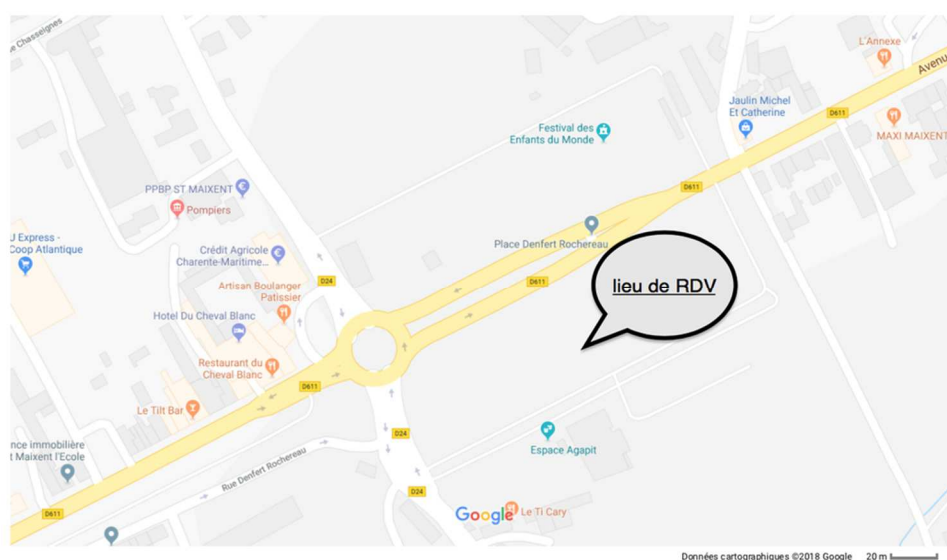 e Chasseignes
L'Annexe
Avenu
Jaulin Michel
Et Catherine
D611
MAXI MAIXENT
Festival des
Enfants du Monde
PPBP ST MAIXENT
Pompiers
D611
U Express -
Coop Atlantique
Crédit Agricole
Charente-Maritime...
Place Denfert Rochereau
D24
D611
lieu de RDV
Artisan Boulanger
Patissier
Hotel Du Cheval Blanc
Restaurant du
Cheval Blanc
D611
Le Tilt Bar
D24
nce immobilière
t Maixent l'Ecole
Espace Agapit
Rue Denfert Rochereau
D24
D611
Google
Le Ti Cary
Données cartographiques ©2018 Google 20 m